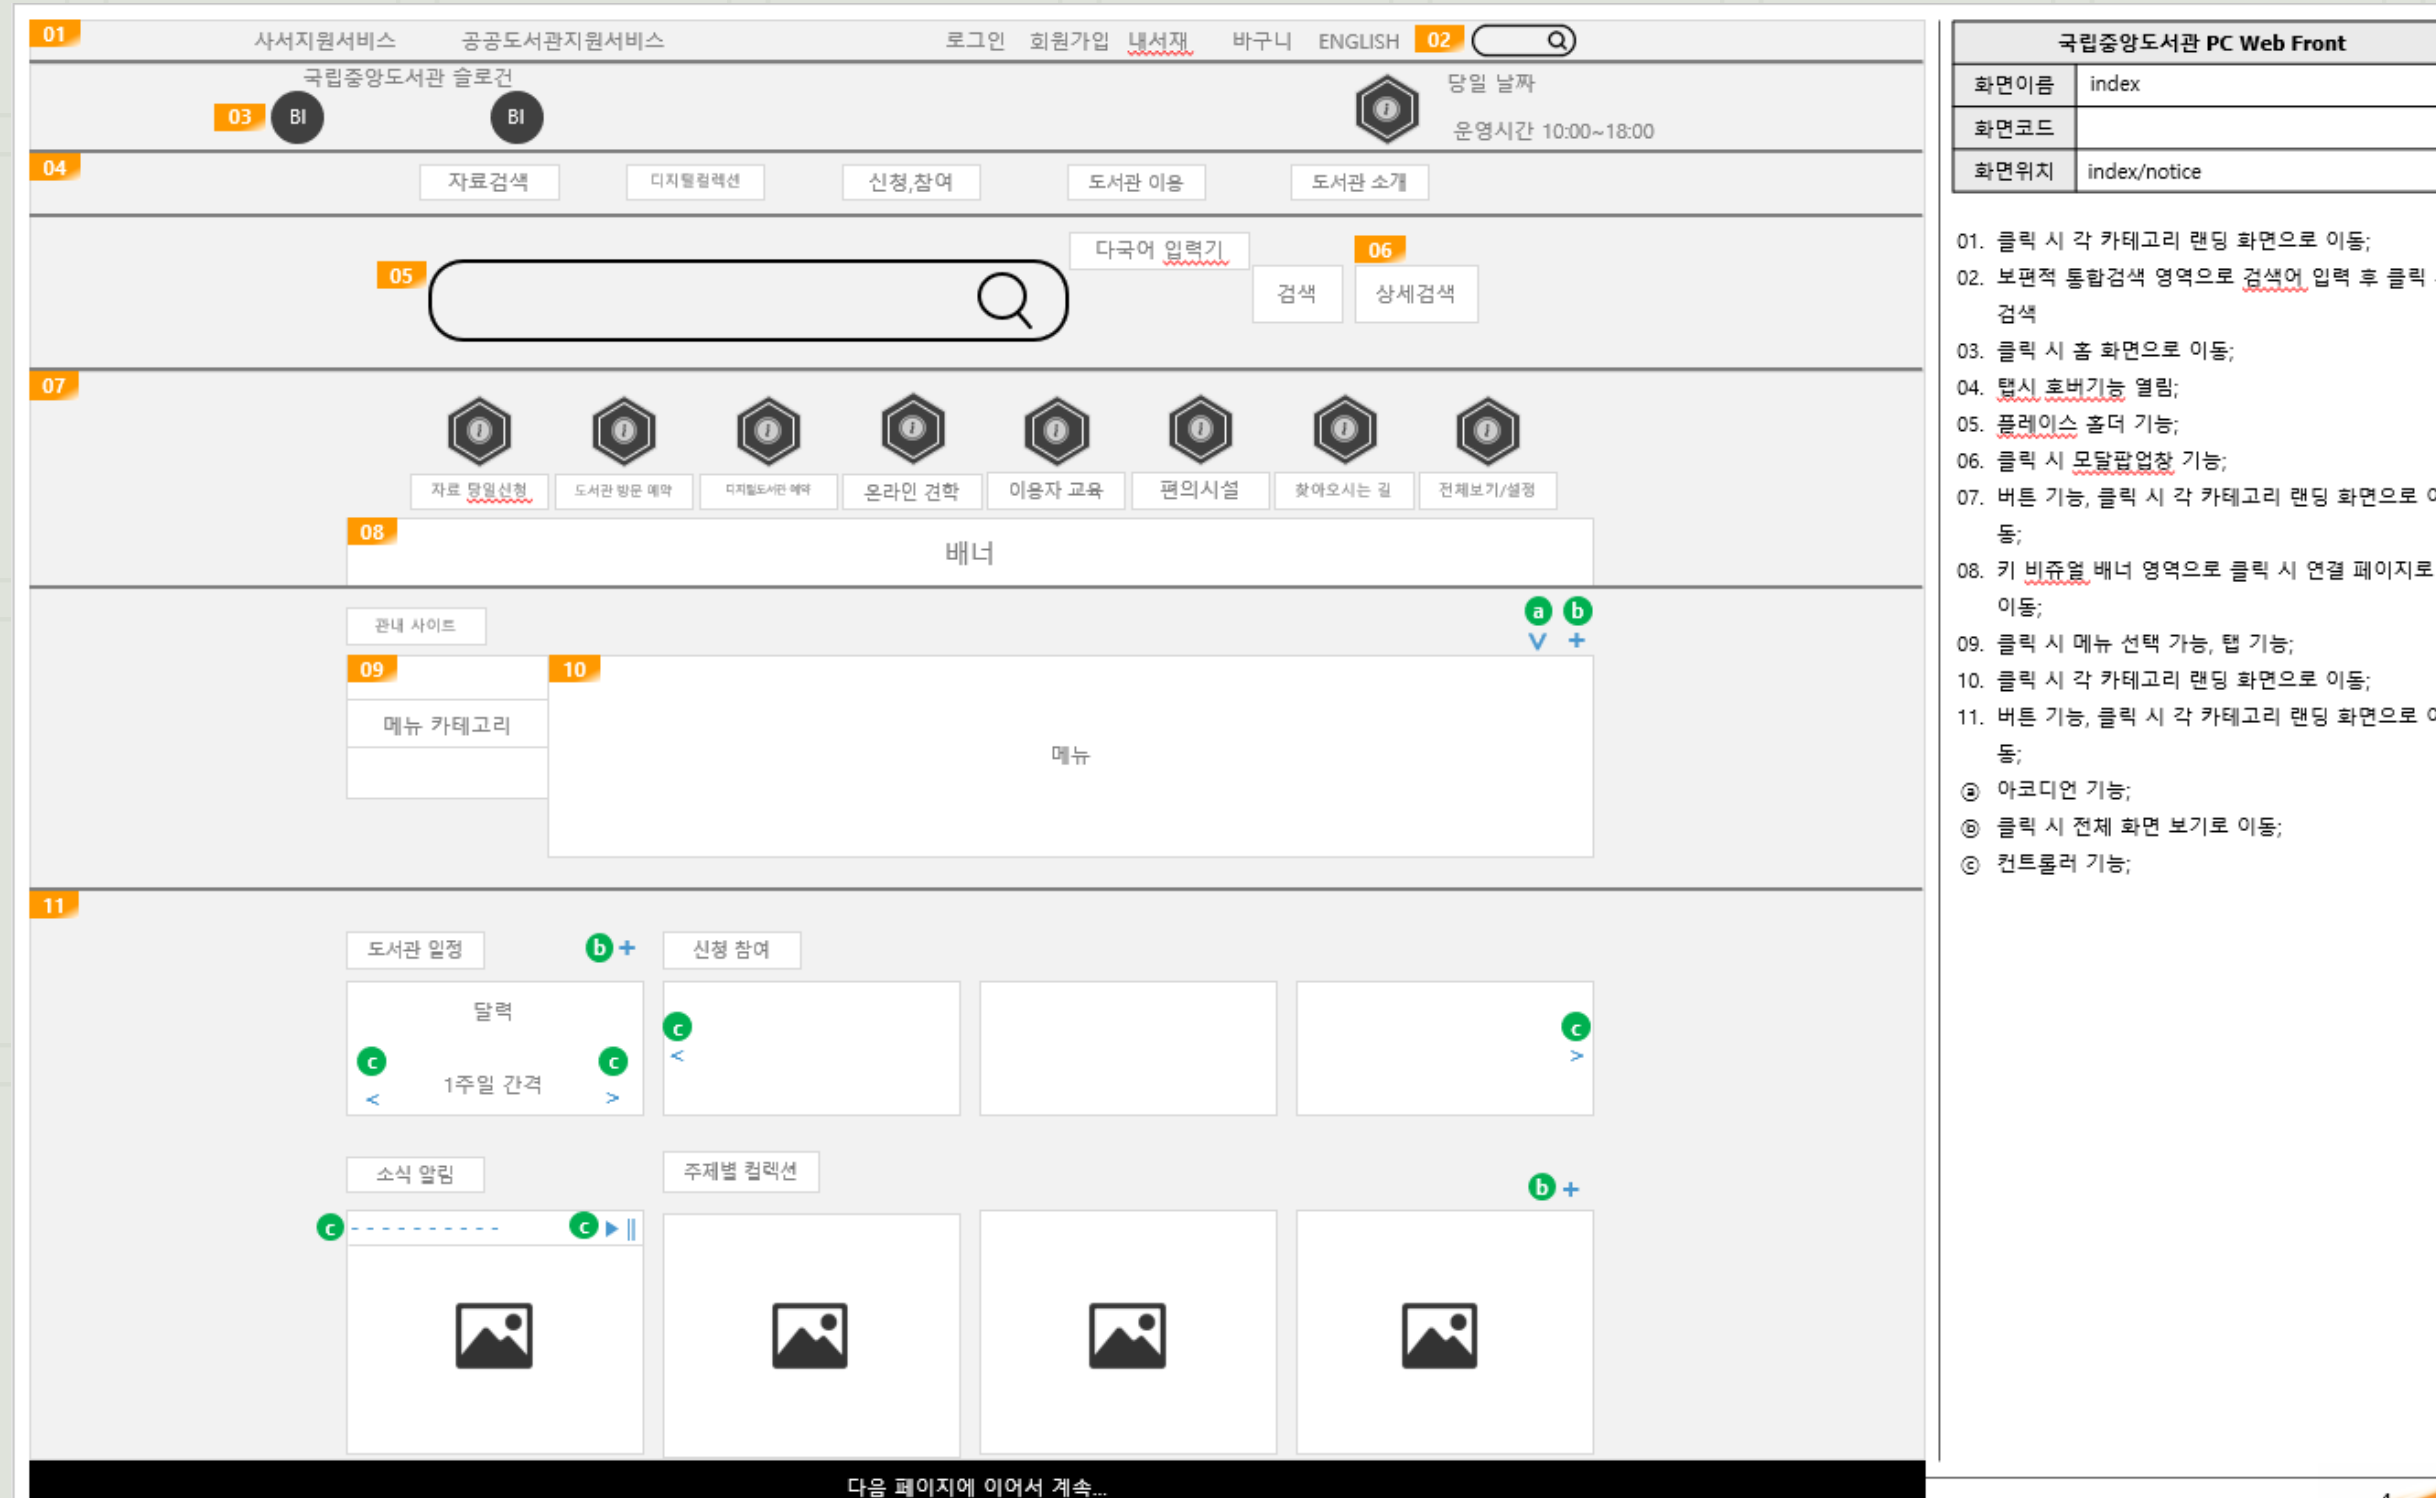 01 사서지원서비스 공공도서관지원서비스 로그인 회원가입 내서재 바구니 ENGLISH 02
국립중앙도서관 슬로건
03 BI BI
당일 날짜
운영시간 10:00~18:00
04 자료검색 디지털컬렉션 신청,참여 도서관 이용 도서관 소개
다국어 입력기 06
05 검색 상세검색
07
자료 당일신청 도서관 방문 예약 디지털도서관 예약 온라인 견학 이용자 교육 편의시설 찾아오시는 길 전체보기/설정
08 배너
관내 사이트 a b
V +
09 10
메뉴 카테고리
메뉴
11
도서관 일정 b + 신청 참여
달력
c c c c
< >
1주일 간격
< >
소식 알림 주제별 컬렉션 b +
c - - - - - - - - - - c ▶ ||
다음 페이지에 이어서 계속...
국립중앙도서관 PC Web Front
화면이름 index
화면코드
화면위치 index/notice
01. 클릭 시 각 카테고리 랜딩 화면으로 이동;
02. 보편적 통합검색 영역으로 검색어 입력 후 클릭
검색
03. 클릭 시 홈 화면으로 이동;
04. 탭시 호버기능 열림;
05. 플레이스 홀더 기능;
06. 클릭 시 모달팝업창 기능;
07. 버튼 기능, 클릭 시 각 카테고리 랜딩 화면으로 이
동;
08. 키 비쥬얼 배너 영역으로 클릭 시 연결 페이지로
이동;
09. 클릭 시 메뉴 선택 가능, 탭 기능;
10. 클릭 시 각 카테고리 랜딩 화면으로 이동;
11. 버튼 기능, 클릭 시 각 카테고리 랜딩 화면으로 이
동;
ⓐ 아코디언 기능;
ⓑ 클릭 시 전체 화면 보기로 이동;
ⓒ 컨트롤러 기능;